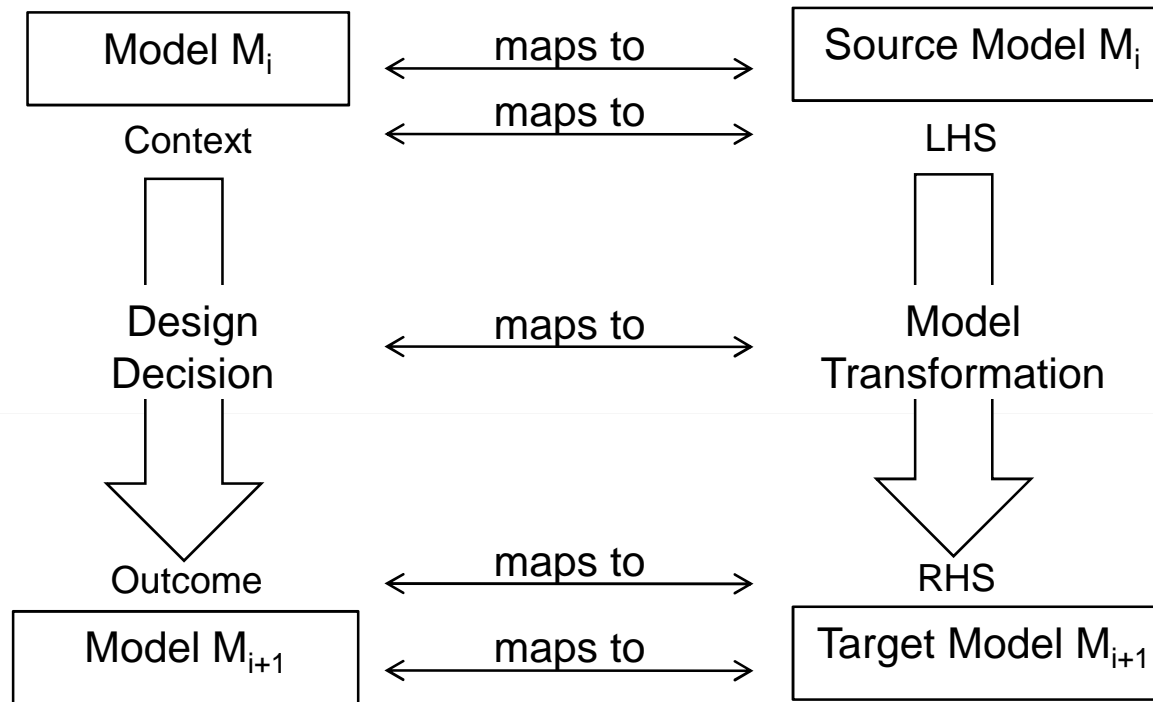 Model Mᵢ
maps to
Source Model Mᵢ
maps to
Context
LHS
Design
Decision
maps to
Model
Transformation
maps to
Outcome
RHS
Model Mᵢ₊₁
maps to
Target Model Mᵢ₊₁